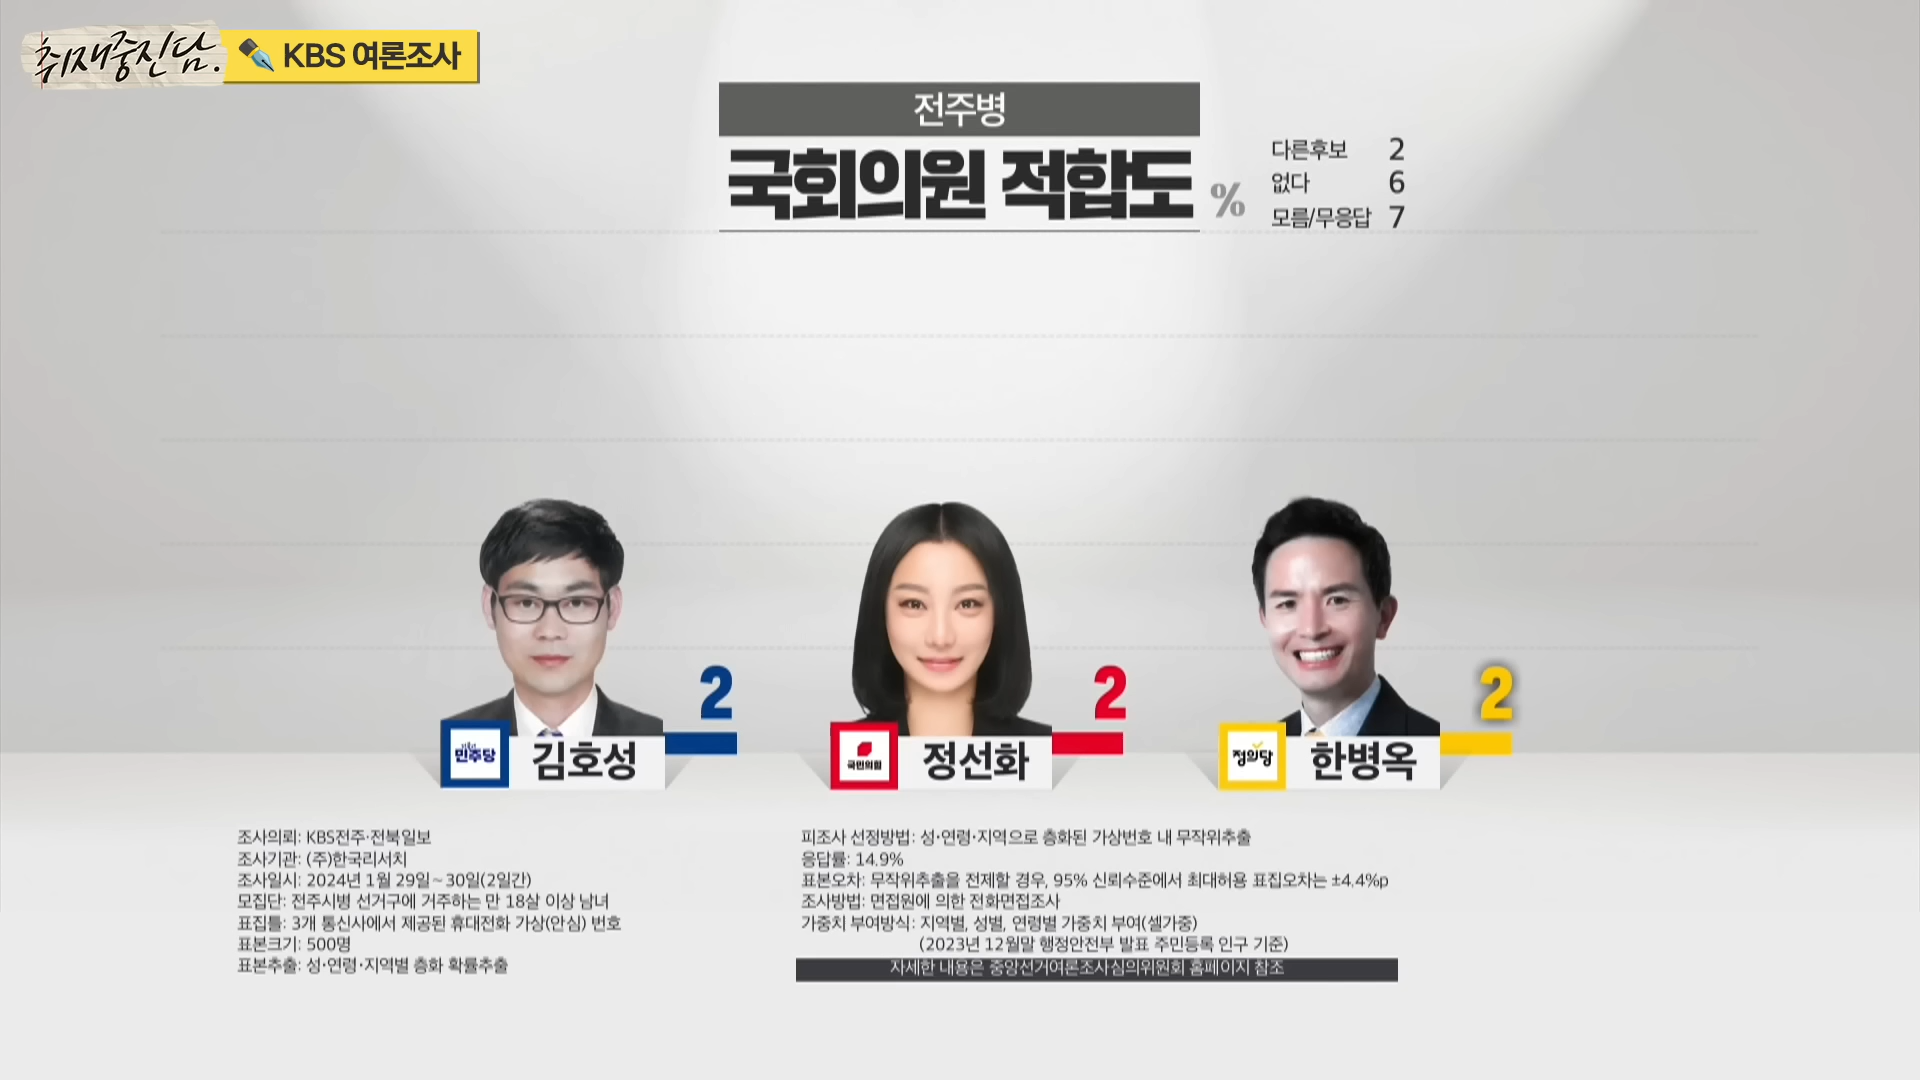 취재중진담.
KBS 여론조사
전주병
국회의원 적합도 %
다른후보 2
없다 6
모름/무응답 7
2
민주당 김호성
2
국민의힘 정선화
2
정의당 한병옥
조사의뢰: KBS전주·전북일보
조사기관: (주)한국리서치
조사일시: 2024년 1월 29일~30일(2일간)
모집단: 전주시병 선거구에 거주하는 만 18살 이상 남녀
표집틀: 3개 통신사에서 제공된 휴대전화 가상(안심) 번호
표본크기: 500명
표본추출: 성·연령·지역별 층화 확률추출
피조사 선정방법: 성·연령·지역으로 층화된 가상번호 내 무작위추출
응답률: 14.9%
표본오차: 무작위추출을 전제할 경우, 95% 신뢰수준에서 최대허용 표집오차는 ±4.4%p
조사방법: 면접원에 의한 전화면접조사
가중치 부여방식: 지역별, 성별, 연령별 가중치 부여(셀가중)
(2023년 12월말 행정안전부 발표 주민등록 인구 기준)
자세한 내용은 중앙선거여론조사심의위원회 홈페이지 참조